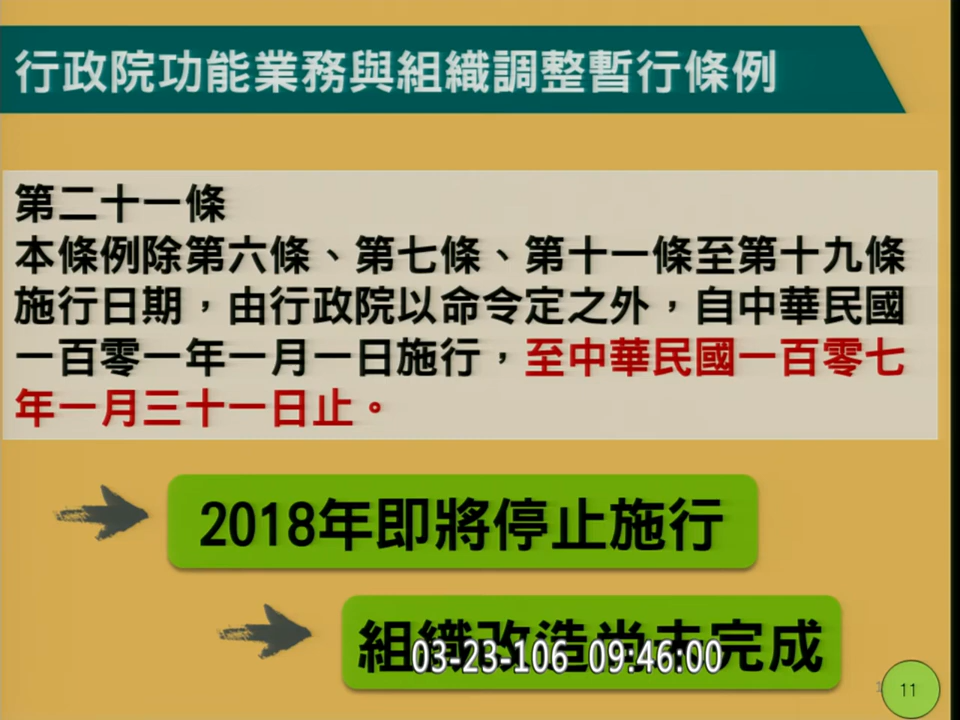 行政院功能業務與組織調整暫行條例
第二十一條
本條例除第六條、第七條、第十一條至第十九條
施行日期，由行政院以命令定之外，自中華民國
一百零一年一月一日施行，至中華民國一百零七
年一月三十一日止。
2018年即將停止施行
組織改造尚未完成
03-23-106 09:46:00
11